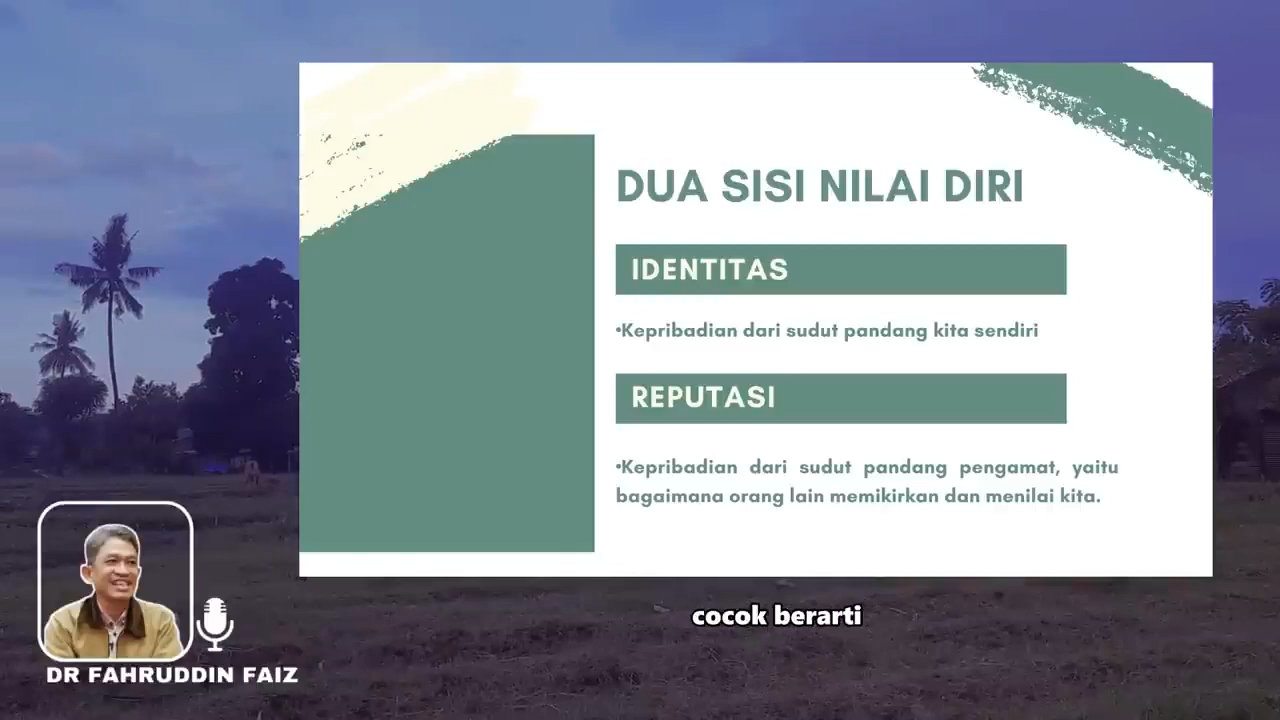 DUA SISI NILAI DIRI
IDENTITAS
•Kepribadian dari sudut pandang kita sendiri
REPUTASI
•Kepribadian dari sudut pandang pengamat, yaitu
bagaimana orang lain memikirkan dan menilai kita.
cocok berarti
DR FAHRUDDIN FAIZ